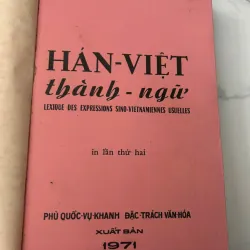 HÁN-VIỆT
thành-ngữ
LEXIQUE DES EXPRESSIONS SINO-VIETNAMIENNES USUELLES
in lần thứ hai
PHỦ QUỐC-VỤ-KHANH ĐẶC-TRÁCH VĂN-HÓA
XUẤT BẢN
1971